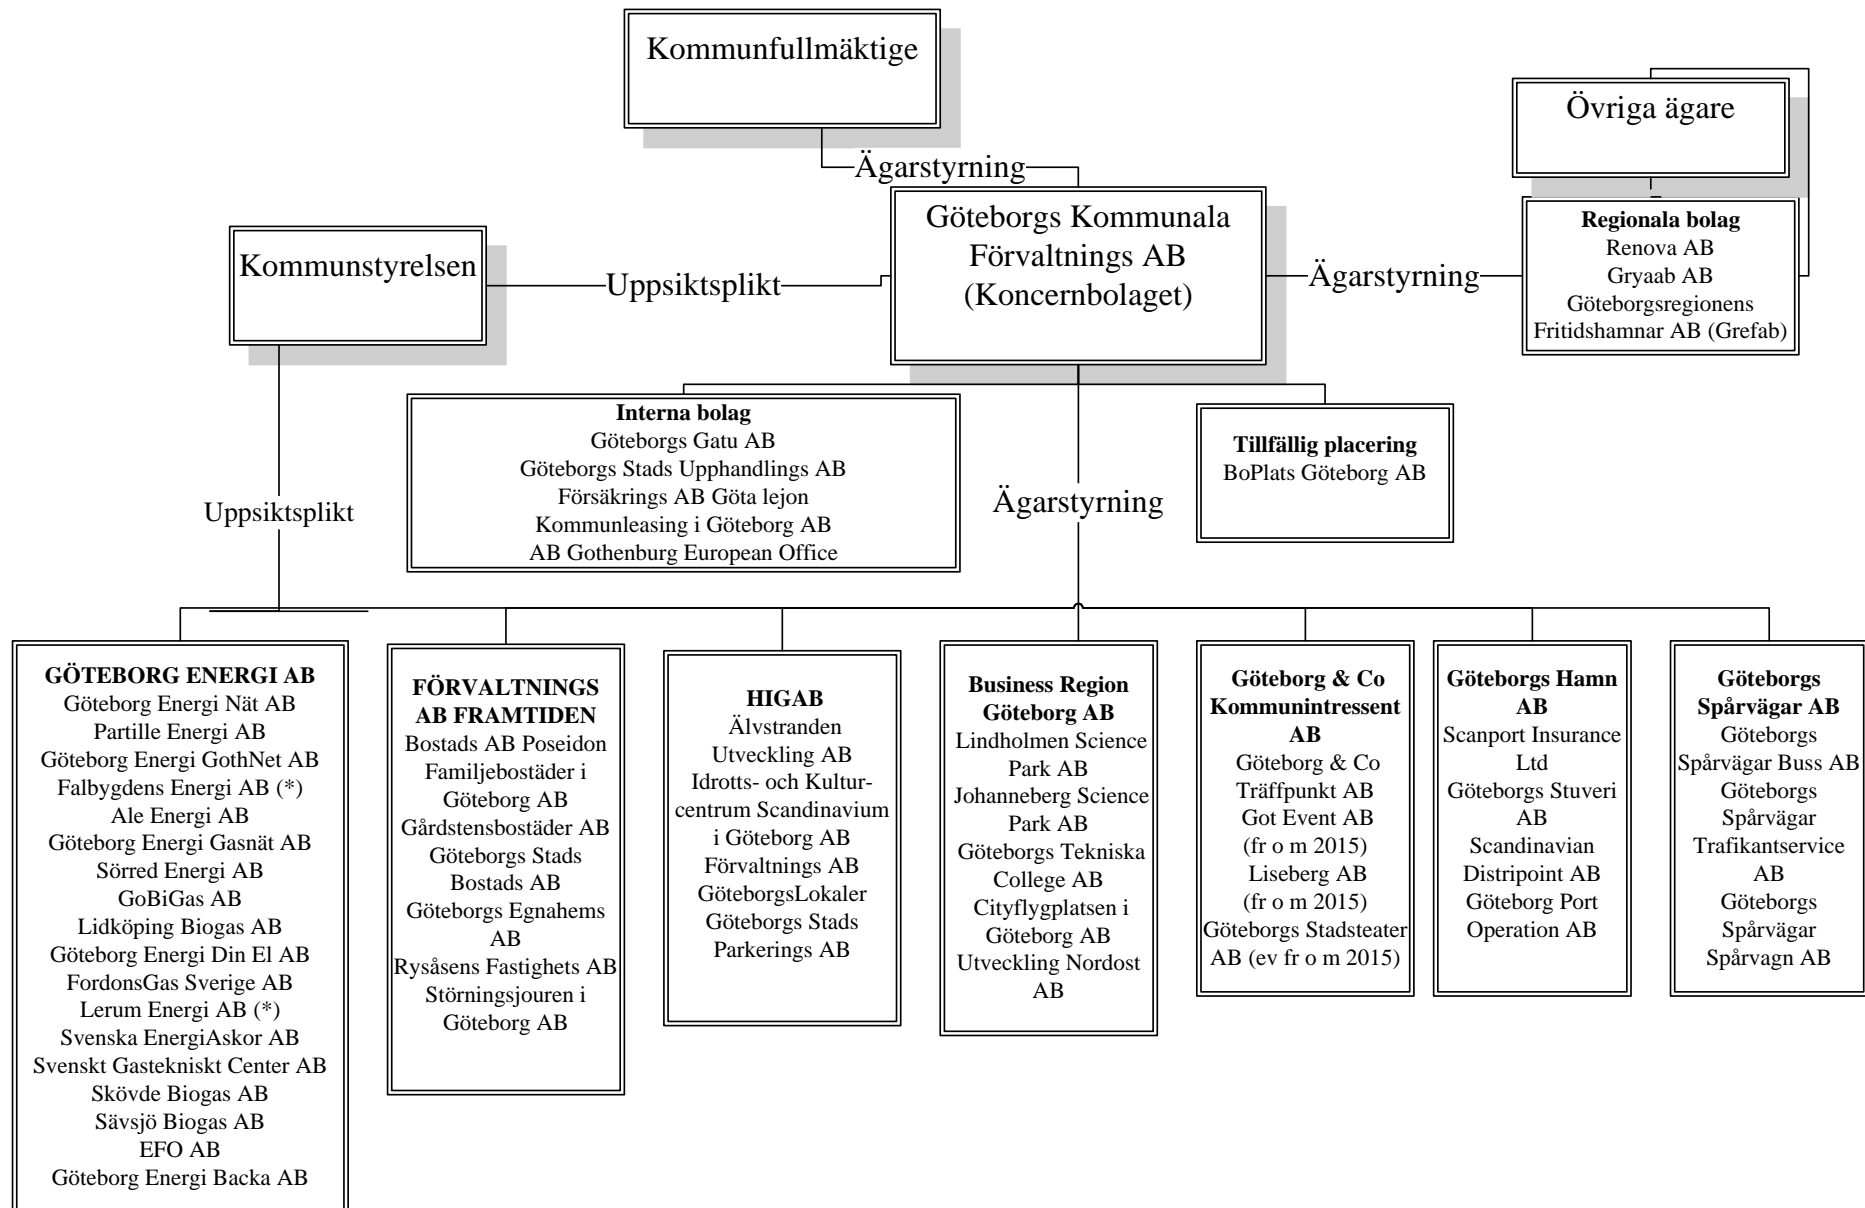 Kommunfullmäktige
Övriga ägare
Ägarstyrning
Göteborgs Kommunala
Förvaltnings AB
(Koncernbolaget)
Kommunstyrelsen
Uppsiktsplikt
Ägarstyrning
Regionala bolag
Renova AB
Gryaab AB
Göteborgsregionens
Fritidshamnar AB (Grefab)
Interna bolag
Göteborgs Gatu AB
Göteborgs Stads Upphandlings AB
Försäkrings AB Göta lejon
Kommunleasing i Göteborg AB
AB Gothenburg European Office
Tillfällig placering
BoPlats Göteborg AB
Uppsiktsplikt
Ägarstyrning
GÖTEBORG ENERGI AB
Göteborg Energi Nät AB
Partille Energi AB
Göteborg Energi GothNet AB
Falbygdens Energi AB (*)
Ale Energi AB
Göteborg Energi Gasnät AB
Sörred Energi AB
GoBiGas AB
Lidköping Biogas AB
Göteborg Energi Din El AB
FordonsGas Sverige AB
Lerum Energi AB (*)
Svenska EnergiAskor AB
Svenskt Gastekniskt Center AB
Skövde Biogas AB
Sävsjö Biogas AB
EFO AB
Göteborg Energi Backa AB
FÖRVALTNINGS
AB FRAMTIDEN
Bostads AB Poseidon
Familjebostäder i
Göteborg AB
Gårdstensbostäder AB
Göteborgs Stads
Bostads AB
Göteborgs Egnahems
AB
Rysåsens Fastighets AB
Störningsjouren i
Göteborg AB
HIGAB
Älvstranden
Utveckling AB
Idrotts- och Kultur-
centrum Scandinavium
i Göteborg AB
Förvaltnings AB
GöteborgsLokaler
Göteborgs Stads
Parkerings AB
Business Region
Göteborg AB
Lindholmen Science
Park AB
Johanneberg Science
Park AB
Göteborgs Tekniska
College AB
Cityflygplatsen i
Göteborg AB
Utveckling Nordost
AB
Göteborg & Co
Kommunintressent
AB
Göteborg & Co
Träffpunkt AB
Got Event AB
(fr o m 2015)
Liseberg AB
(fr o m 2015)
Göteborgs Stadsteater
AB (ev fr o m 2015)
Göteborgs Hamn
AB
Scanport Insurance
Ltd
Göteborgs Stuveri
AB
Scandinavian
Distripoint AB
Göteborg Port
Operation AB
Göteborgs
Spårvägar AB
Göteborgs
Spårvägar Buss AB
Göteborgs
Spårvägar
Trafikantservice
AB
Göteborgs
Spårvägar
Spårvagn AB